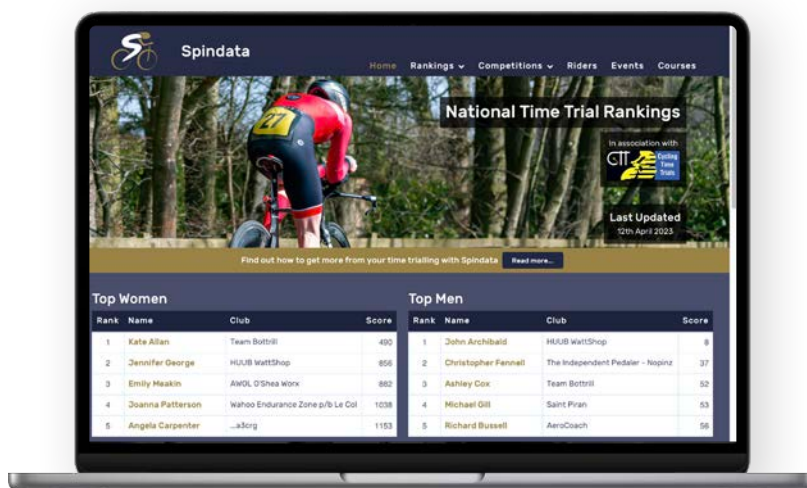 Spindata
Home Rankings Competitions Riders Events Courses
27
National Time Trial Rankings
In association with
CTT Cycling
Time
Trials
Last Updated
12th April 2023
Find out how to get more from your time trialling with Spindata Read more...
Top Women
Rank Name Club Score
1 Kate Allan Team Bottrill 490
2 Jennifer George HUUB WattShop 856
3 Emily Meakin AWOL O'Shea Worx 862
4 Joanna Patterson Wahoo Endurance Zone p/b Le Col 1038
5 Angela Carpenter ...a3crg 1153
Top Men
Rank Name Club Score
1 John Archibald HUUB WattShop 8
2 Christopher Fennell The Independent Pedaler - Nopinz 37
3 Ashley Cox Team Bottrill 52
4 Michael Gill Saint Piran 53
5 Richard Bussell AeroCoach 56